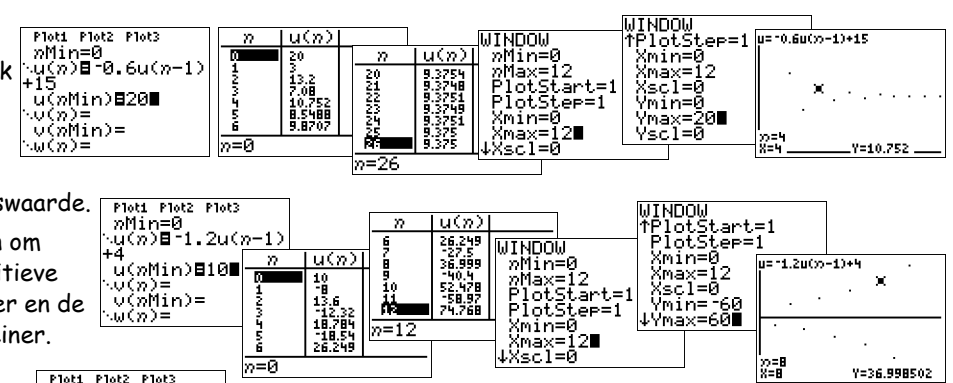 k
Plot1 Plot2 Plot3
nMin=0
u(n)=-0.6u(n-1)
+15
u(nMin)=20
v(n)=
v(nMin)=
w(n)=
n u(n)
0 20
1 3
2 13.2
3 7.08
4 10.752
5 8.5488
6 9.8707
n=0
n u(n)
20 9.3754
21 9.3748
22 9.3751
23 9.3749
24 9.3751
25 9.375
26 9.375
n=26
WINDOW
nMin=0
nMax=12
PlotStart=1
PlotStep=1
Xmin=0
Xmax=12
↓Xscl=0
WINDOW
↑PlotStep=1
Xmin=0
Xmax=12
Xscl=0
Ymin=0
Ymax=20
Yscl=0
u=-0.6u(n-1)+15
n=4
X=4 Y=10.752
swaarde.
om
itieve
er en de
iner.
Plot1 Plot2 Plot3
nMin=0
u(n)=-1.2u(n-1)
+4
u(nMin)=10
v(n)=
v(nMin)=
w(n)=
n u(n)
0 10
1 -8
2 13.6
3 -12.32
4 18.784
5 -18.54
6 26.249
n=0
n u(n)
6 26.249
7 -27.5
8 36.999
9 -40.4
10 52.478
11 -58.97
12 74.768
n=12
WINDOW
nMin=0
nMax=12
PlotStart=1
PlotStep=1
Xmin=0
Xmax=12
↓Xscl=0
WINDOW
↑PlotStart=1
PlotStep=1
Xmin=0
Xmax=12
Xscl=0
Ymin=-60
↓Ymax=60
u=-1.2u(n-1)+4
n=8
X=8 Y=36.998502
Plot1 Plot2 Plot3